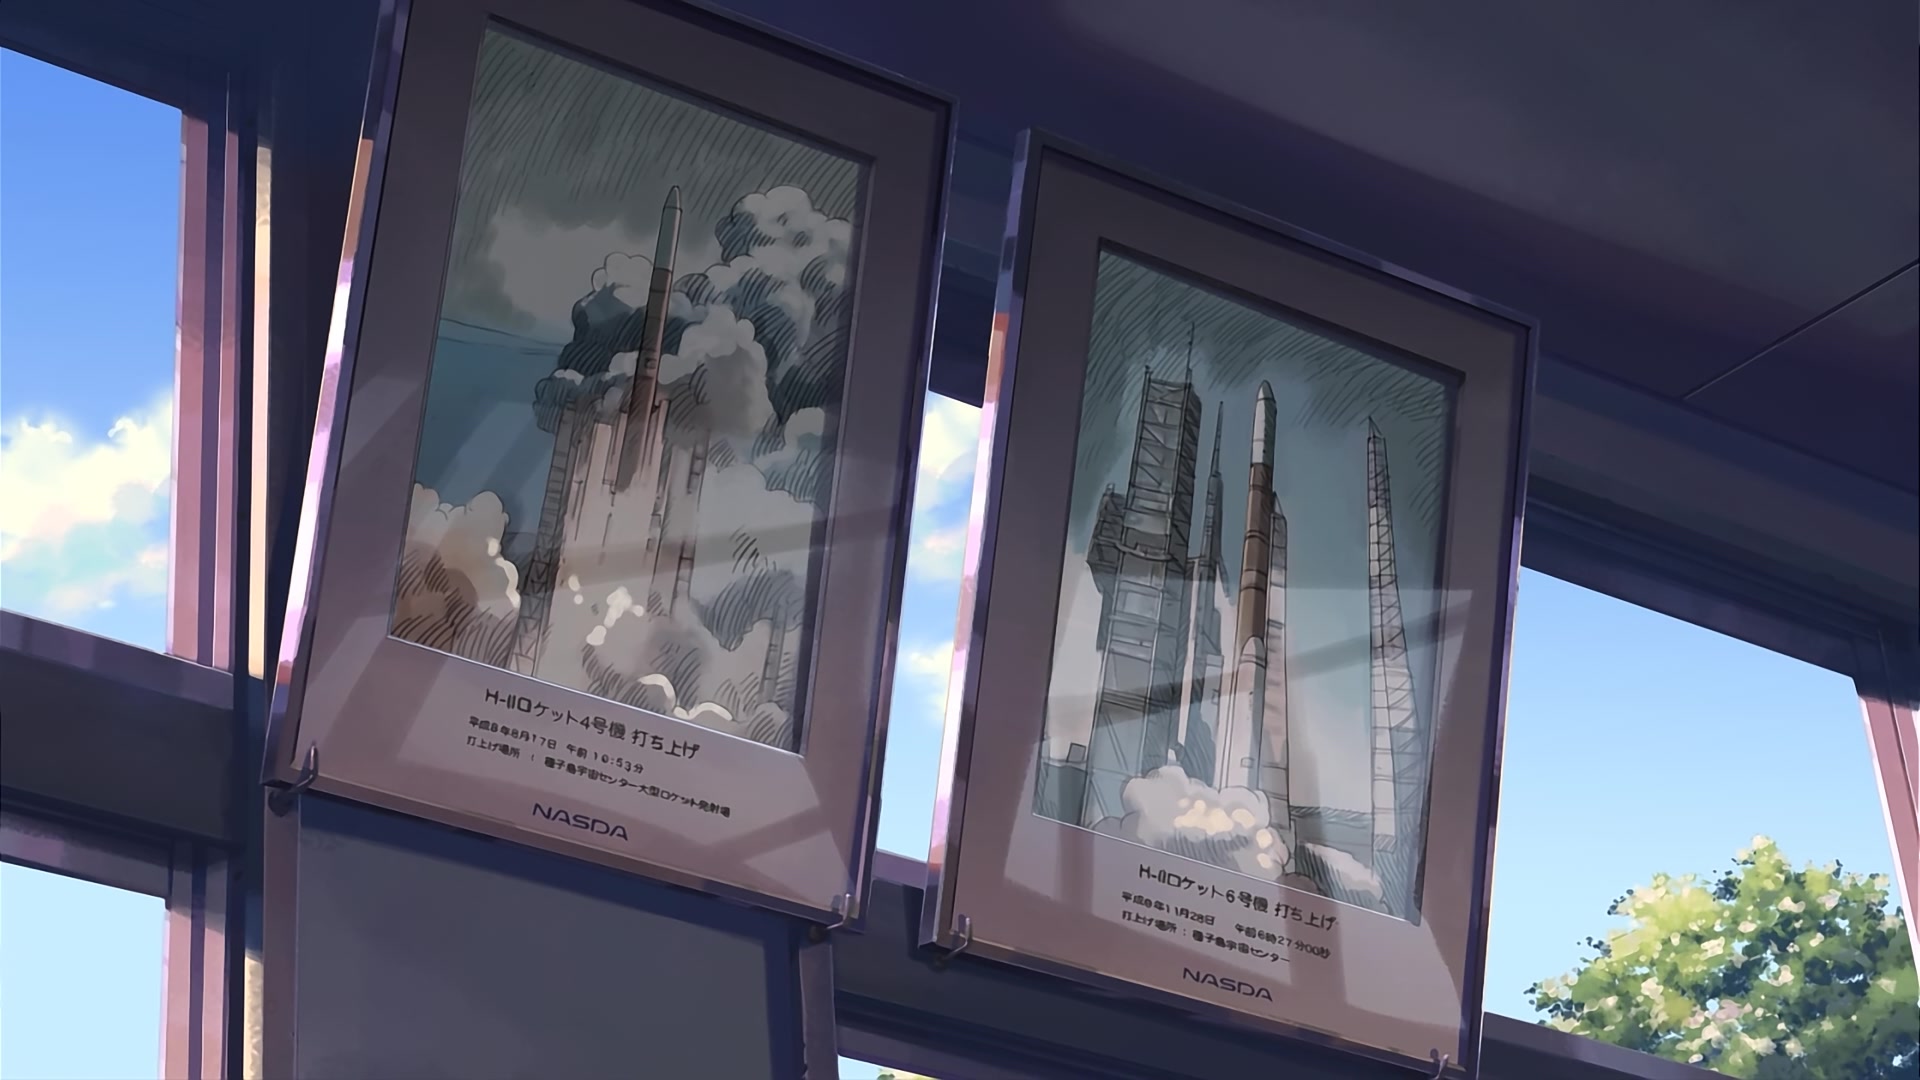 H-IIロケット4号機 打ち上げ
平成8年8月17日 午前 10:53分
打上げ場所 : 種子島宇宙センター大型ロケット発射場
NASDA
H-IIロケット6号機 打ち上げ
平成8年11月28日 午前6時27分00秒
打上げ場所 : 種子島宇宙センター
NASDA